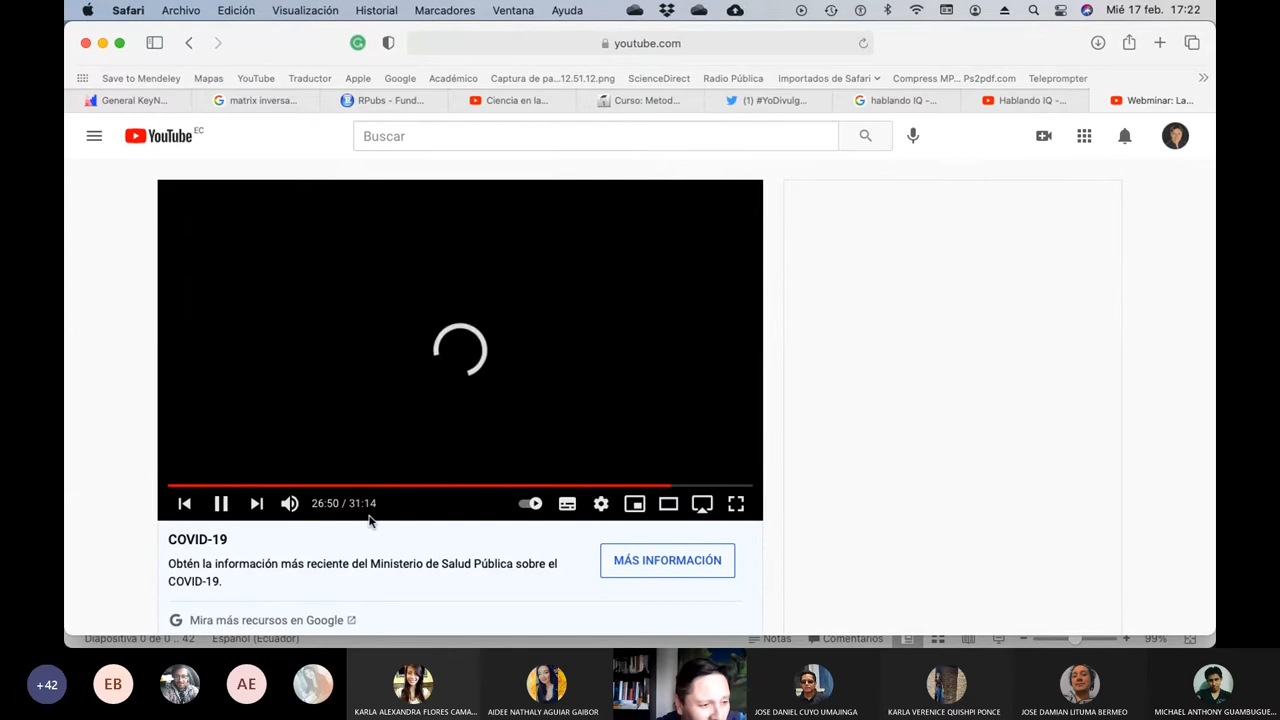 Safari Archivo Edición Visualización Historial Marcadores Ventana Ayuda Mié 17 feb. 17:22
youtube.com
Save to Mendeley Mapas YouTube Traductor Apple Google Académico Captura de pa...12.51.12.png ScienceDirect Radio Pública Importados de Safari Compress MP... Ps2pdf.com Teleprompter
General KeyN... matrix inversa... RPubs - Fund... Ciencia en la... Curso: Metod... (1) #YoDivulg... hablando IQ -... Hablando IQ -... Webminar: La...
YouTube EC Buscar
26:50 / 31:14
COVID-19
Obtén la información más reciente del Ministerio de Salud Pública sobre el
COVID-19.
MÁS INFORMACIÓN
Mira más recursos en Google
Diapositiva 0 de 0 .. 42 Español (Ecuador) Notas Comentarios 99%
+42 EB AE
KARLA ALEXANDRA FLORES CAMA... AIDEE NATHALY AGUIAR GAIBOR JOSE DANIEL CUYO UMAJINGA KARLA VERENICE QUISHPI PONCE JOSE DAMIAN LITUMA BERMEO MICHAEL ANTHONY GUAMBUGUE...